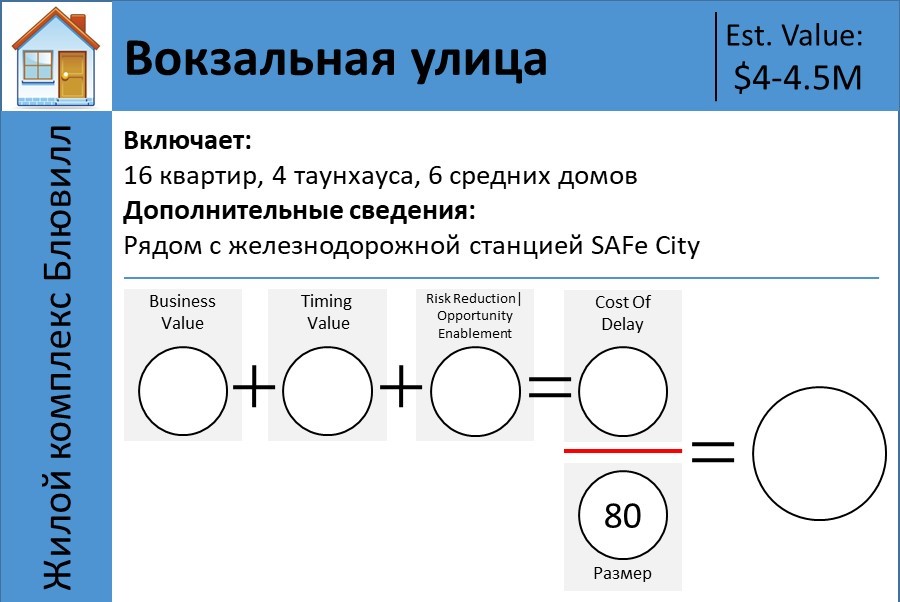 Вокзальная улица
Est. Value:
$4-4.5M
Жилой комплекс Блювилл
Включает:
16 квартир, 4 таунхауса, 6 средних домов
Дополнительные сведения:
Рядом с железнодорожной станцией SAFe City
Business
Value
+
Timing
Value
+
Risk Reduction|
Opportunity
Enablement
=
Cost Of
Delay
=
80
Размер